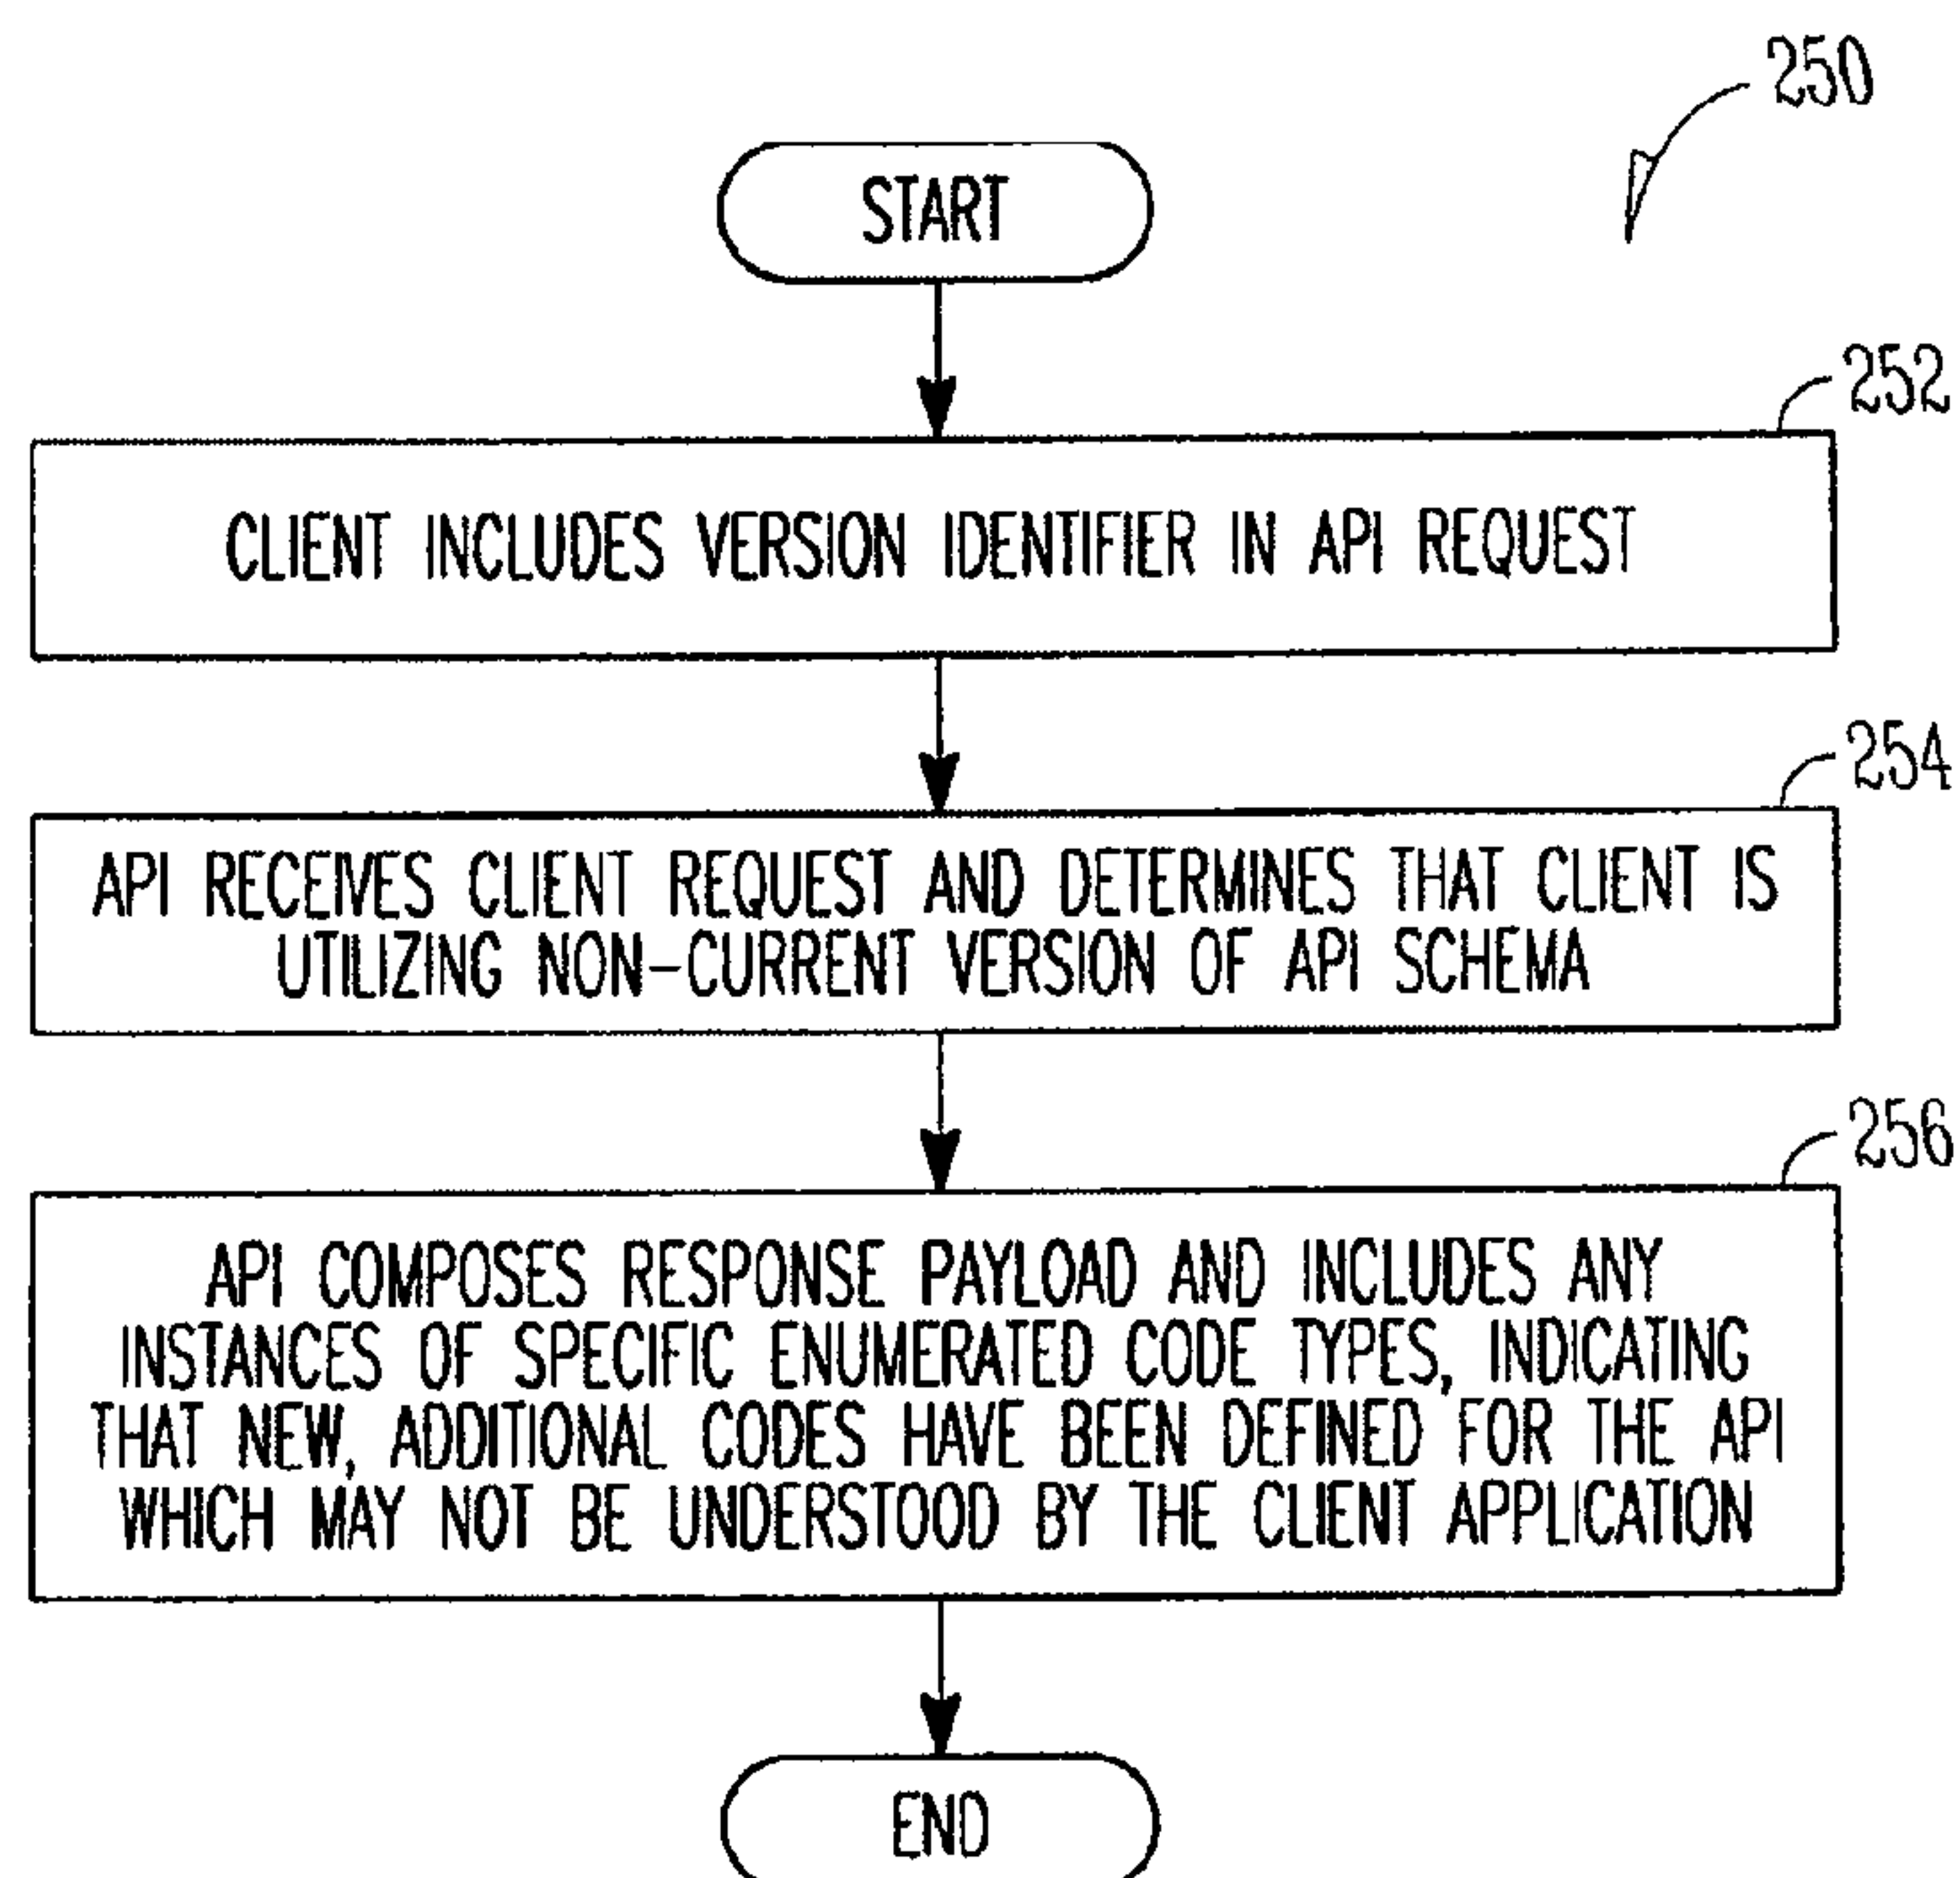 250
START
252
CLIENT INCLUDES VERSION IDENTIFIER IN API REQUEST
254
API RECEIVES CLIENT REQUEST AND DETERMINES THAT CLIENT IS
UTILIZING NON-CURRENT VERSION OF API SCHEMA
256
API COMPOSES RESPONSE PAYLOAD AND INCLUDES ANY
INSTANCES OF SPECIFIC ENUMERATED CODE TYPES, INDICATING
THAT NEW, ADDITIONAL CODES HAVE BEEN DEFINED FOR THE API
WHICH MAY NOT BE UNDERSTOOD BY THE CLIENT APPLICATION
END